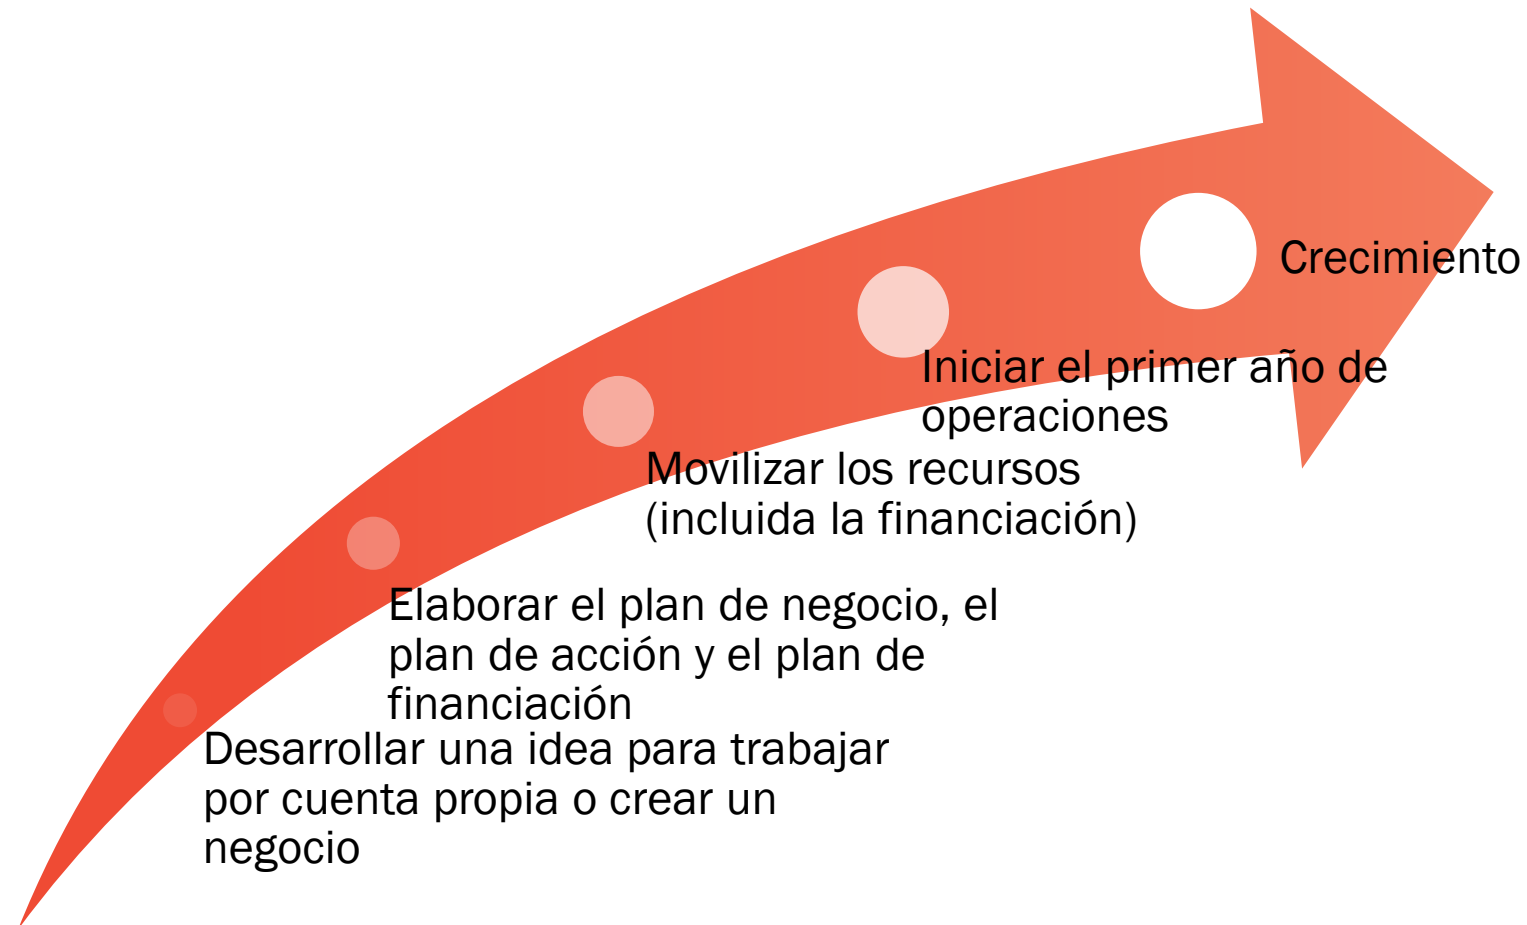 Crecimiento
Iniciar el primer año de
operaciones
Movilizar los recursos
(incluida la financiación)
Elaborar el plan de negocio, el
plan de acción y el plan de
financiación
Desarrollar una idea para trabajar
por cuenta propia o crear un
negocio